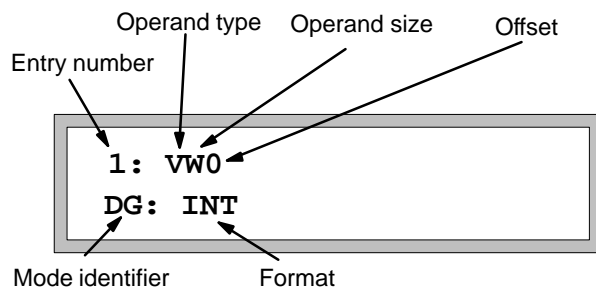 Operand type Operand size Offset
Entry number
1: VW0
DG: INT
Mode identifier Format